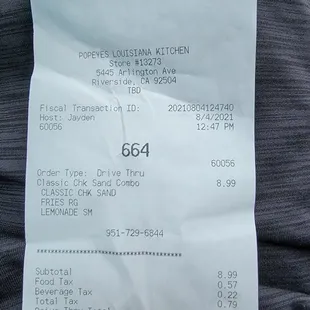 POPEYES LOUISIANA KITCHEN
Store #13273
5445 Arlington Ave
Riverside, CA 92504
TBD
Fiscal Transaction ID: 20210804124740
Host: Jayden 8/4/2021
60056 12:47 PM
664
60056
Order Type: Drive Thru
Classic Chk Sand Combo 8.99
CLASSIC CHK SAND
FRIES RG
LEMONADE SM
951-729-6844
Subtotal 8.99
Food Tax 0.57
Beverage Tax 0.22
Total Tax 0.79
Drive Thru Total